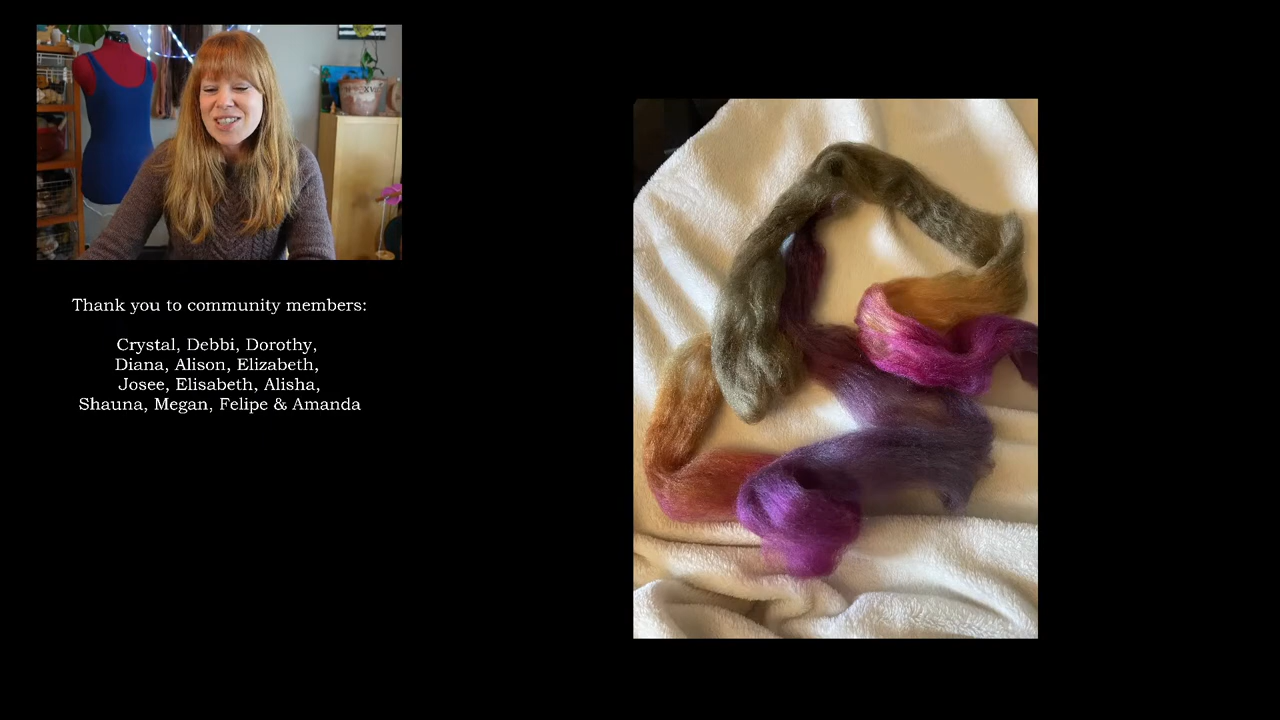 Thank you to community members:
Crystal, Debbi, Dorothy,
Diana, Alison, Elizabeth,
Josee, Elisabeth, Alisha,
Shauna, Megan, Felipe & Amanda